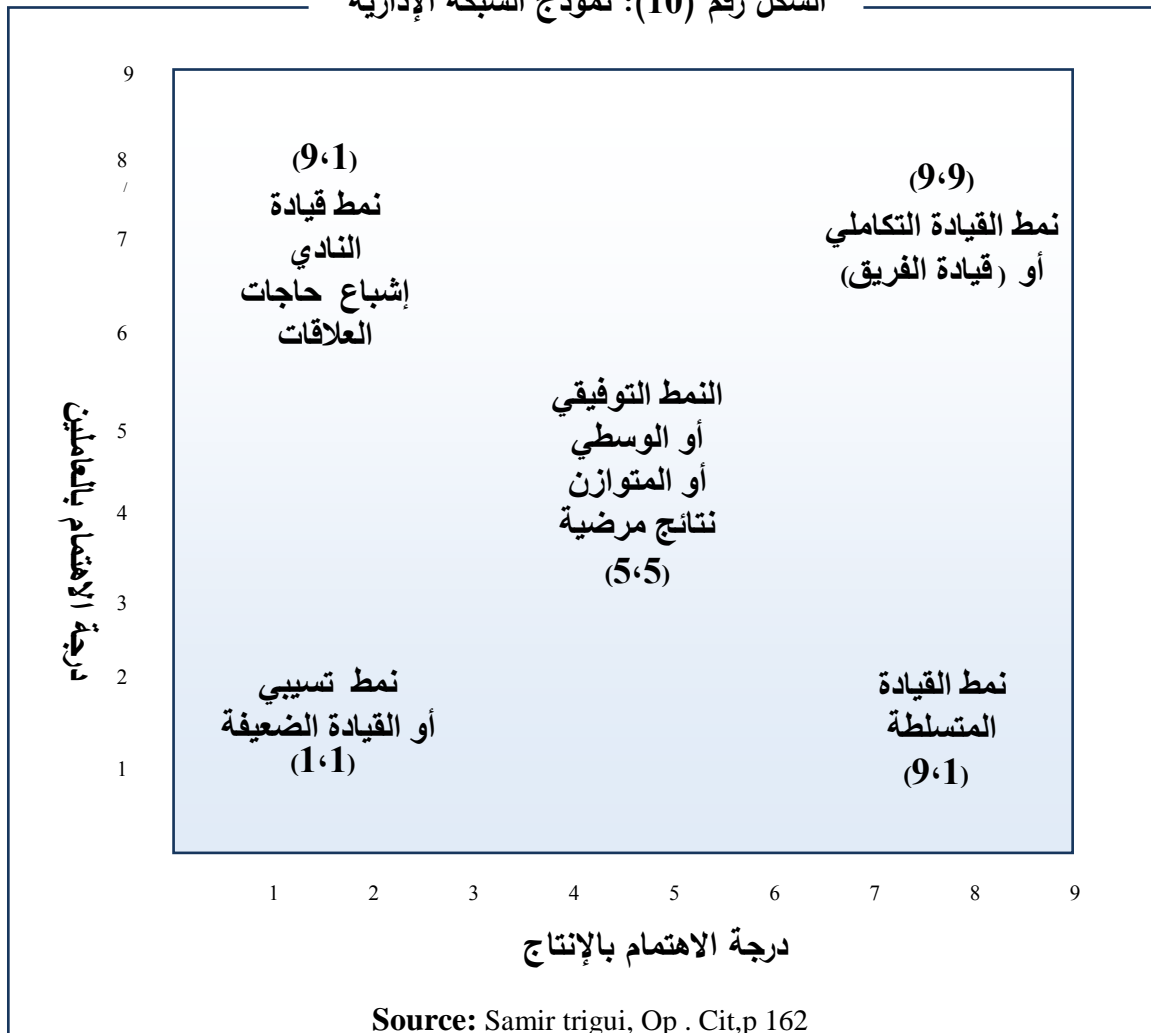 الشكل رقم (10): نموذج الشبكة الإدارية
9
8
/
7
6
5
4
3
2
1
درجة الاهتمام بالعاملين
(9،1)
نمط قيادة
النادي
إشباع حاجات
العلاقات
(9،9)
نمط القيادة التكاملي
أو (قيادة الفريق)
النمط التوفيقي
أو الوسطي
أو المتوازن
نتائج مرضية
(5،5)
نمط تسيبي
أو القيادة الضعيفة
(1،1)
نمط القيادة
المتسلطة
(9،1)
1 2 3 4 5 6 7 8 9
درجة الاهتمام بالإنتاج
Source: Samir trigui, Op . Cit,p 162